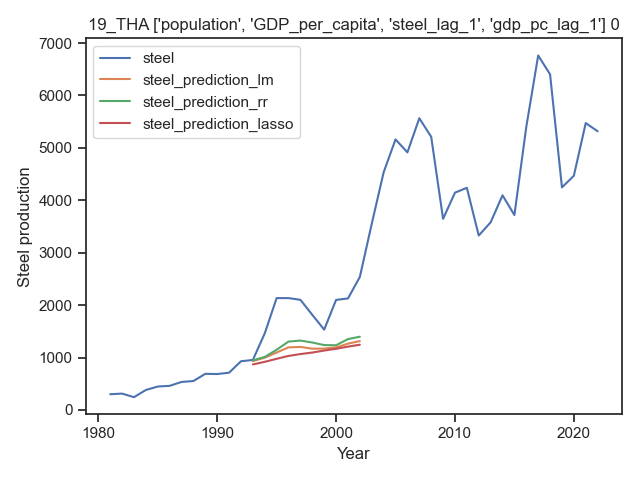 19_THA ['population', 'GDP_per_capita', 'steel_lag_1', 'gdp_pc_lag_1'] 0
7000
6000
5000
4000
3000
2000
1000
0
Steel production
steel
steel_prediction_lm
steel_prediction_rr
steel_prediction_lasso
1980
1990
2000
2010
2020
Year